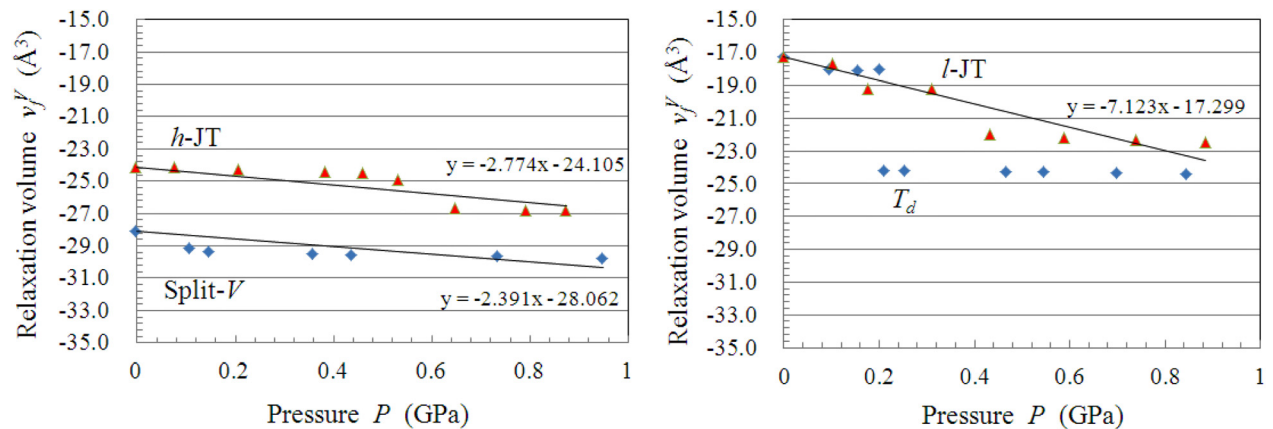 -15.0
-17.0
-19.0
-21.0
-23.0
-25.0
-27.0
-29.0
-31.0
-33.0
-35.0
Relaxation volume v_f^V (Å³)
h-JT
y = -2.774x - 24.105
Split-V
y = -2.391x - 28.062
0 0.2 0.4 0.6 0.8 1
Pressure P (GPa)
-15.0
-17.0
-19.0
-21.0
-23.0
-25.0
-27.0
-29.0
-31.0
-33.0
-35.0
Relaxation volume v_f^V (Å³)
l-JT
y = -7.123x - 17.299
T_d
0 0.2 0.4 0.6 0.8 1
Pressure P (GPa)